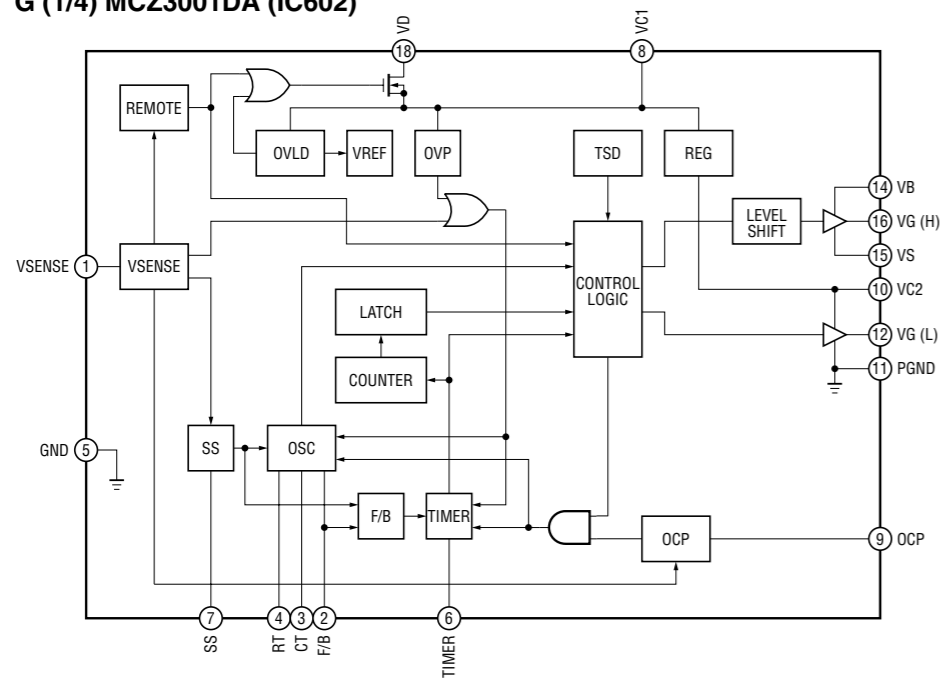 G (1/4) MCZ3001DA (IC602)
VD
VC1
18
8
REMOTE
OVLD
VREF
OVP
TSD
REG
14 VB
LEVEL
SHIFT
16 VG (H)
15 VS
VSENSE 1
VSENSE
CONTROL
LOGIC
10 VC2
LATCH
12 VG (L)
COUNTER
11 PGND
GND 5
SS
OSC
F/B
TIMER
OCP
9 OCP
7
4
3
2
6
SS
RT
CT
F/B
TIMER